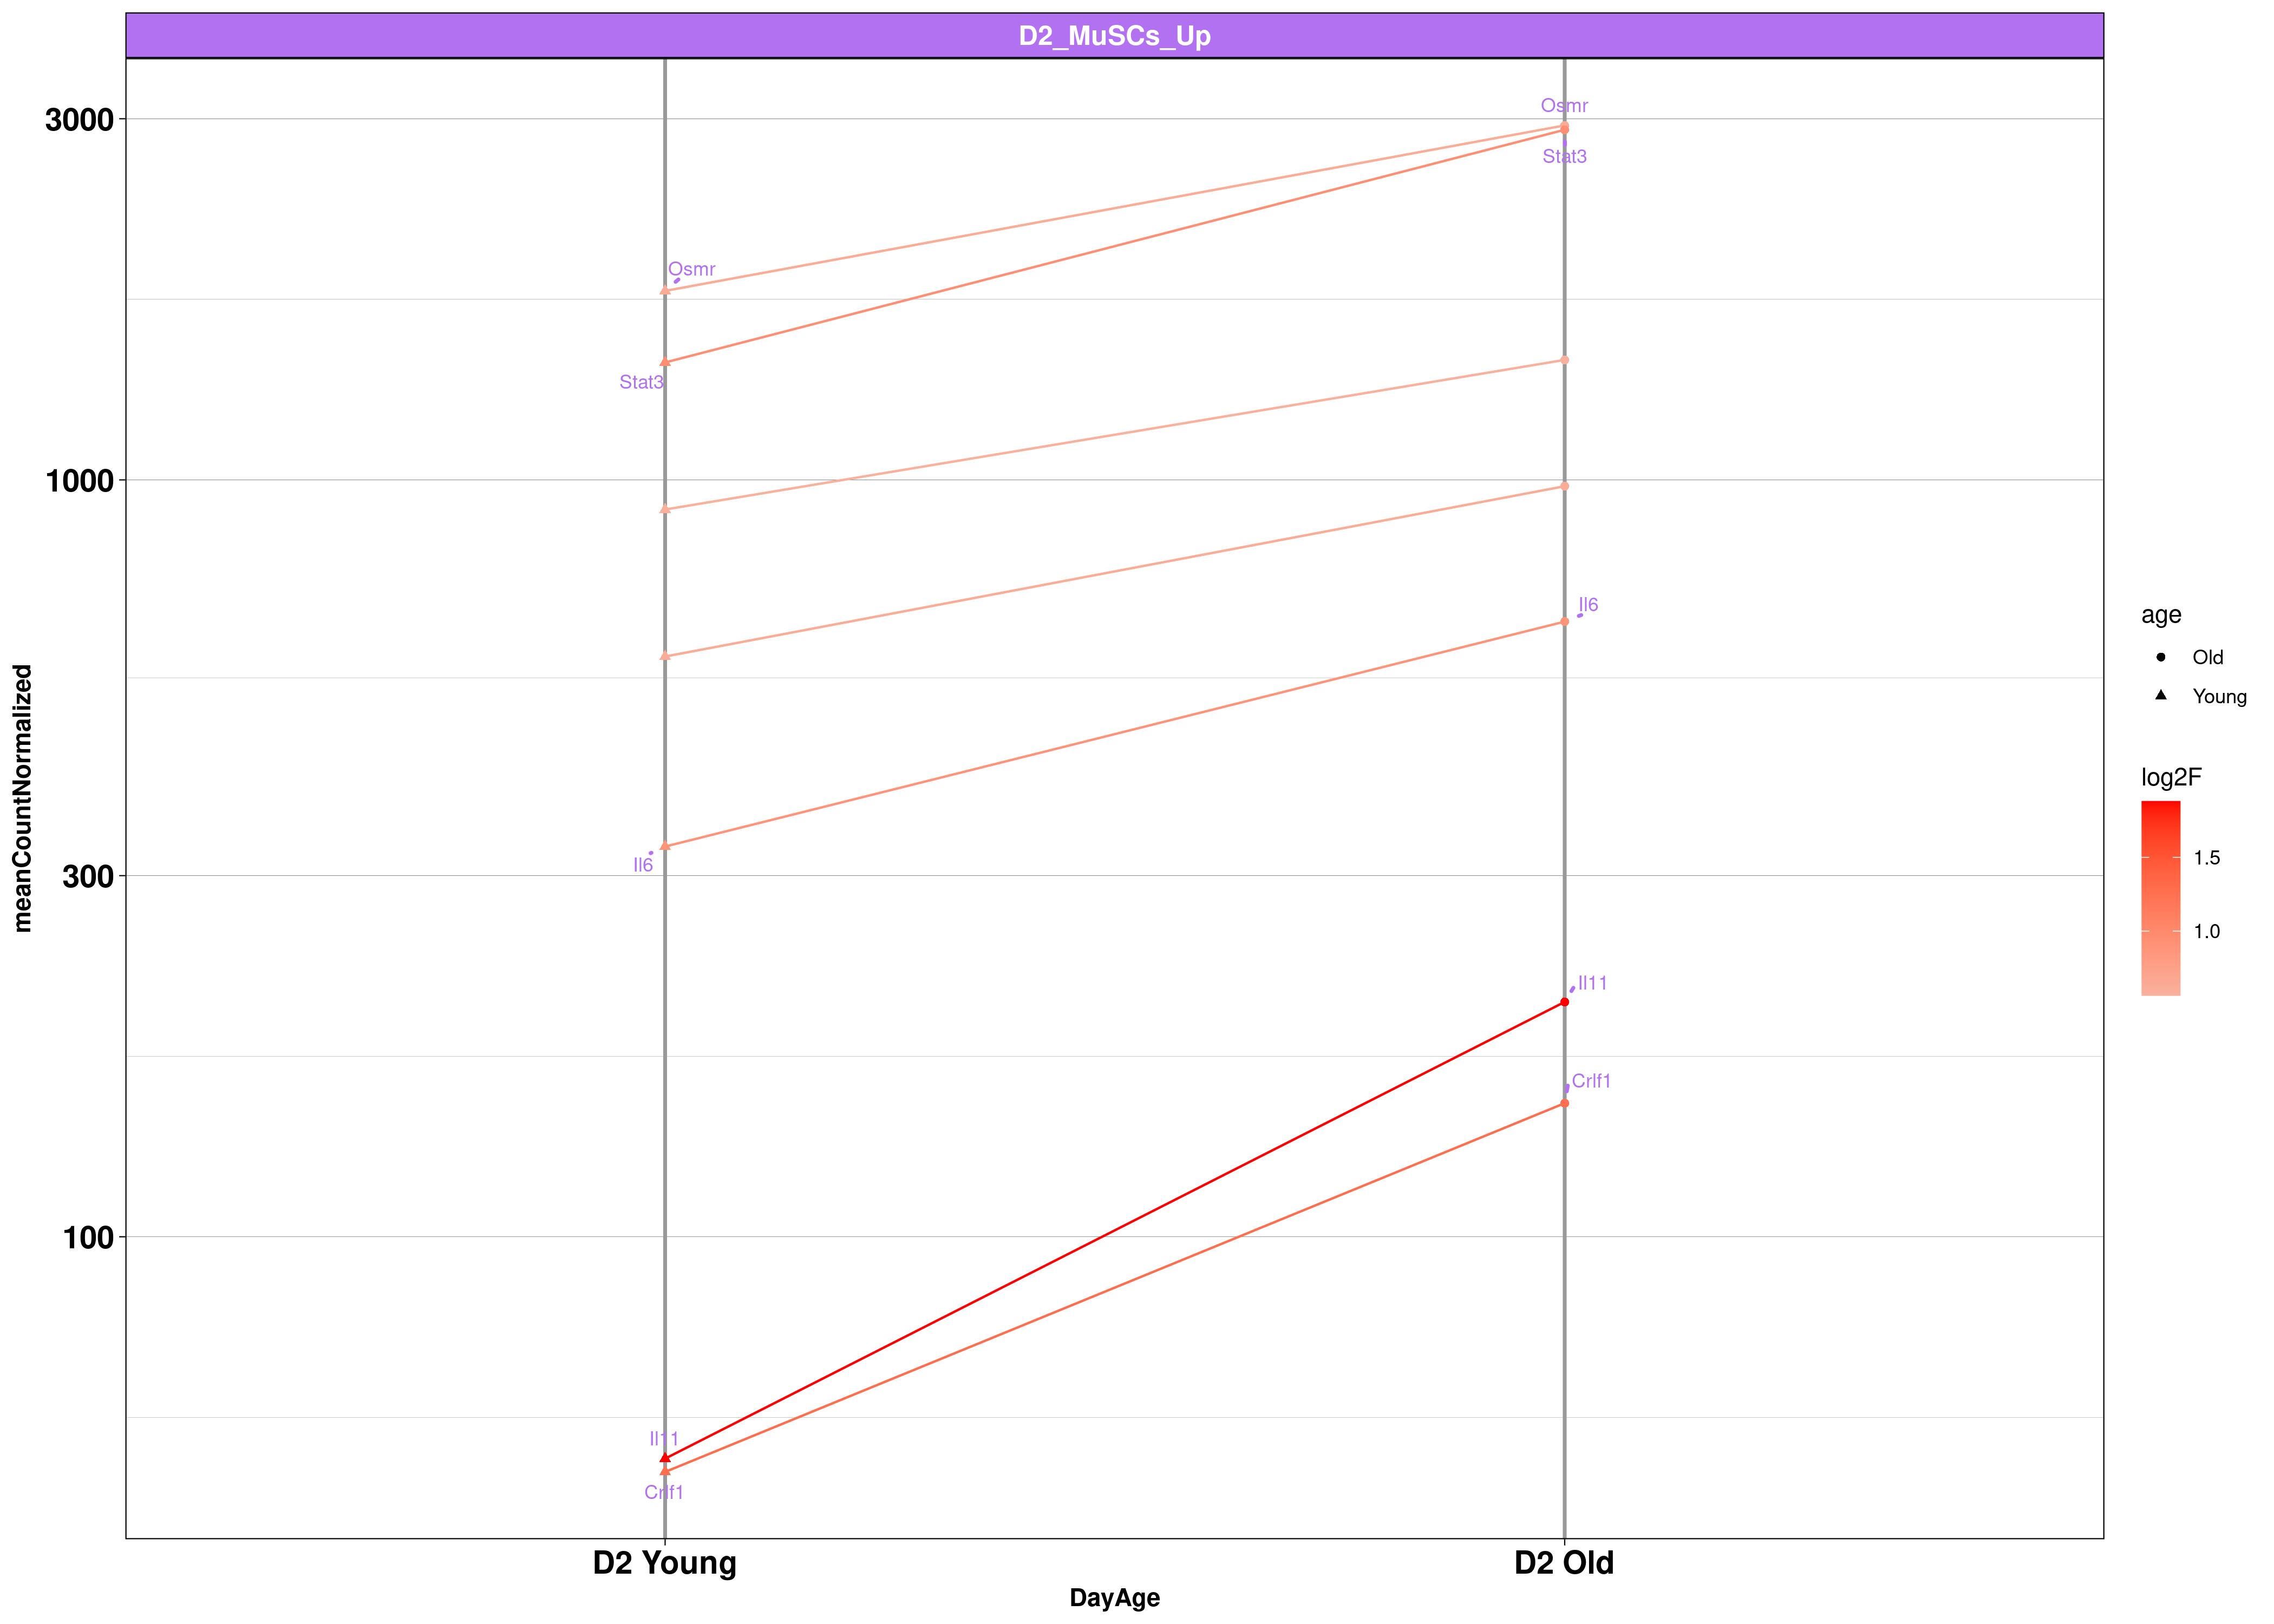 D2_MuSCs_Up
3000
1000
300
100
meanCountNormalized
Osmr
Stat3
Osmr
Stat3
Il6
Il6
Il11
Crlf1
Il11
Crlf1
D2 Young
D2 Old
DayAge
age
Old
Young
log2F
1.5
1.0